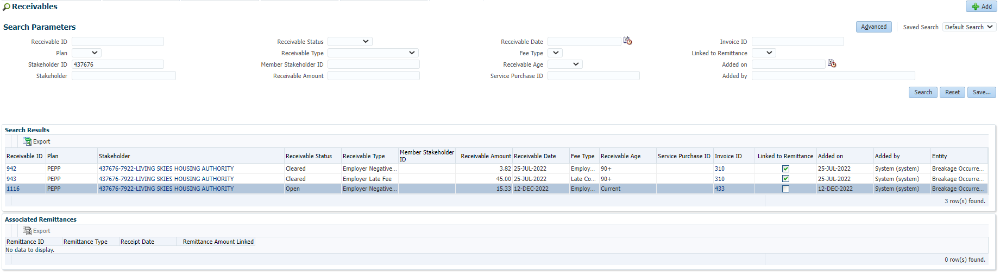 Receivables
Add
Search Parameters
Advanced Saved Search Default Search
Receivable ID Receivable Status Receivable Date Invoice ID
Plan Receivable Type Fee Type Linked to Remittance
Stakeholder ID 437676 Member Stakeholder ID Receivable Age Added on
Stakeholder Receivable Amount Service Purchase ID Added by
Search Reset Save...
Search Results
Export
Receivable ID Plan Stakeholder Receivable Status Receivable Type Member Stakeholder ID Receivable Amount Receivable Date Fee Type Receivable Age Service Purchase ID Invoice ID Linked to Remittance Added on Added by Entity
942 PEPP 437676-7922-LIVING SKIES HOUSING AUTHORITY Cleared Employer Negative... 3.82 25-JUL-2022 Employ... 90+ 310 25-JUL-2022 System (system) Breakage Occurre...
943 PEPP 437676-7922-LIVING SKIES HOUSING AUTHORITY Cleared Employer Late Fee 45.00 25-JUL-2022 Late Co... 90+ 310 25-JUL-2022 System (system) Breakage Occurre...
1116 PEPP 437676-7922-LIVING SKIES HOUSING AUTHORITY Open Employer Negative... 15.33 12-DEC-2022 Employ... Current 433 12-DEC-2022 System (system) Breakage Occurre...
3 row(s) found.
Associated Remittances
Export
Remittance ID Remittance Type Receipt Date Remittance Amount Linked
No data to display.
0 row(s) found.